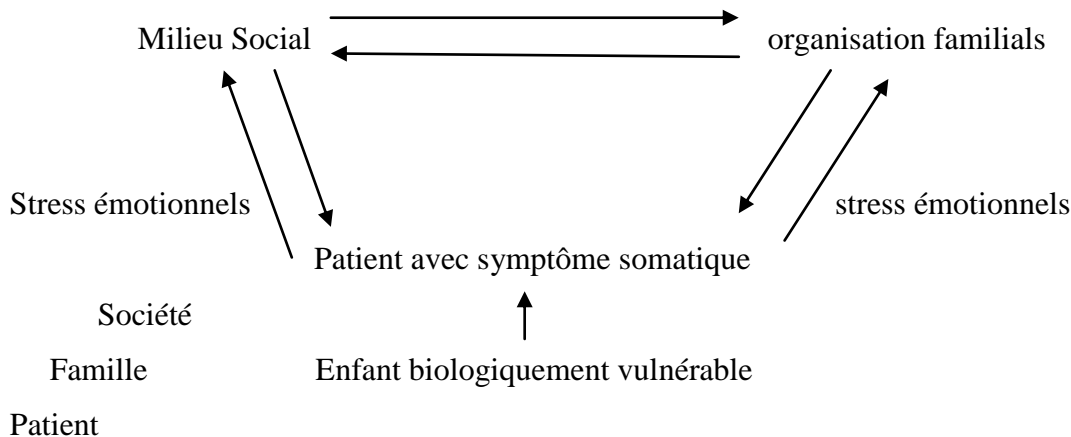 Milieu Social organisation familials
Stress émotionnels stress émotionnels
Patient avec symptôme somatique
Société
Famille Enfant biologiquement vulnérable
Patient